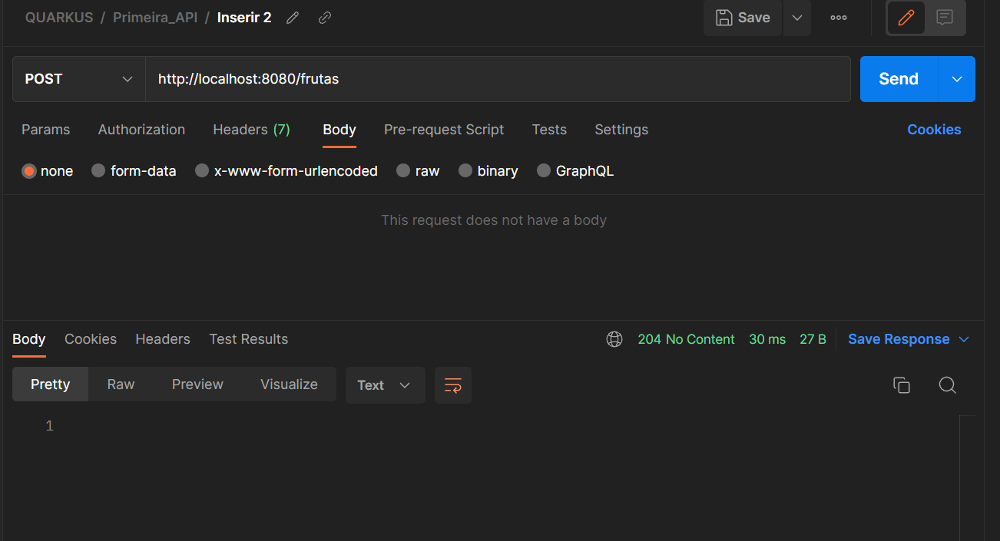 QUARKUS / Primeira_API / Inserir 2 Save
POST http://localhost:8080/frutas Send
Params Authorization Headers (7) Body Pre-request Script Tests Settings Cookies
none form-data x-www-form-urlencoded raw binary GraphQL
This request does not have a body
Body Cookies Headers Test Results 204 No Content 30 ms 27 B Save Response
Pretty Raw Preview Visualize Text
1